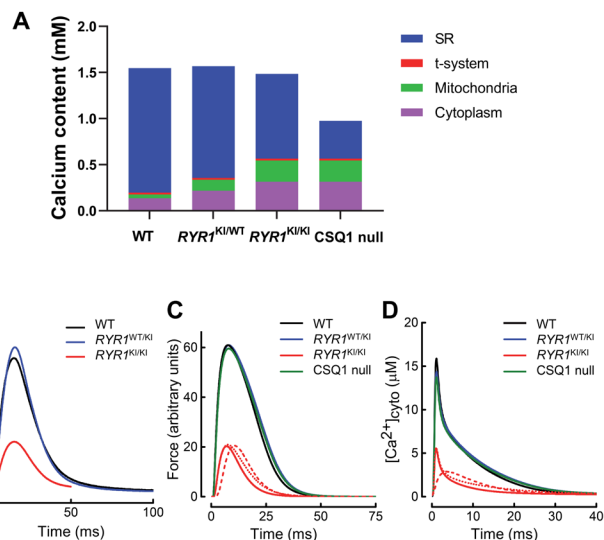 A
Calcium content (mM)
2.0
1.5
1.0
0.5
0.0
WT
RYR1KI/WT
RYR1KI/KI
CSQ1 null
SR
t-system
Mitochondria
Cytoplasm
WT
RYR1WT/KI
RYR1KI/KI
50
100
Time (ms)
C
Force (arbitrary units)
60
40
20
0
0
25
50
75
Time (ms)
WT
RYR1WT/KI
RYR1KI/KI
CSQ1 null
D
[Ca2+]cyto (μM)
20
15
10
5
0
0
10
20
30
40
Time (ms)
WT
RYR1WT/KI
RYR1KI/KI
CSQ1 null